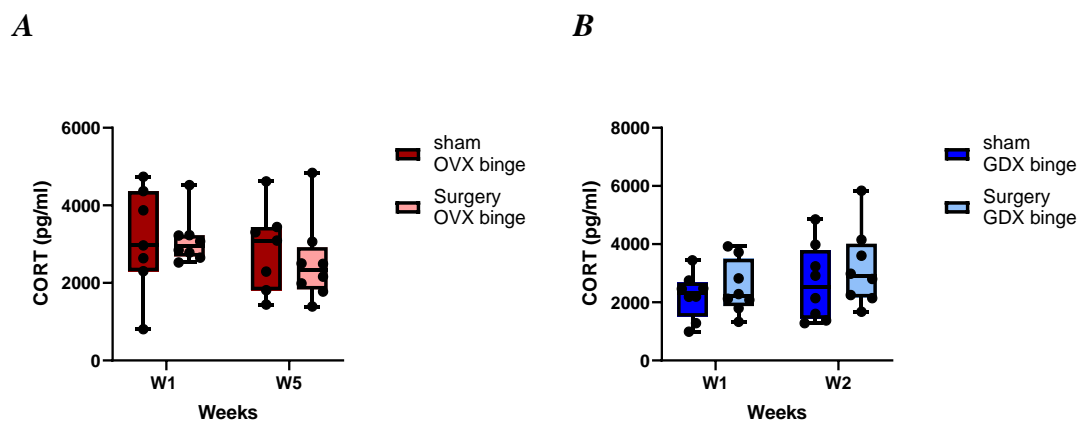 A
B
6000
4000
2000
0
CORT (pg/ml)
W1
W5
Weeks
sham
OVX binge
Surgery
OVX binge
8000
6000
4000
2000
0
CORT (pg/ml)
W1
W2
Weeks
sham
GDX binge
Surgery
GDX binge